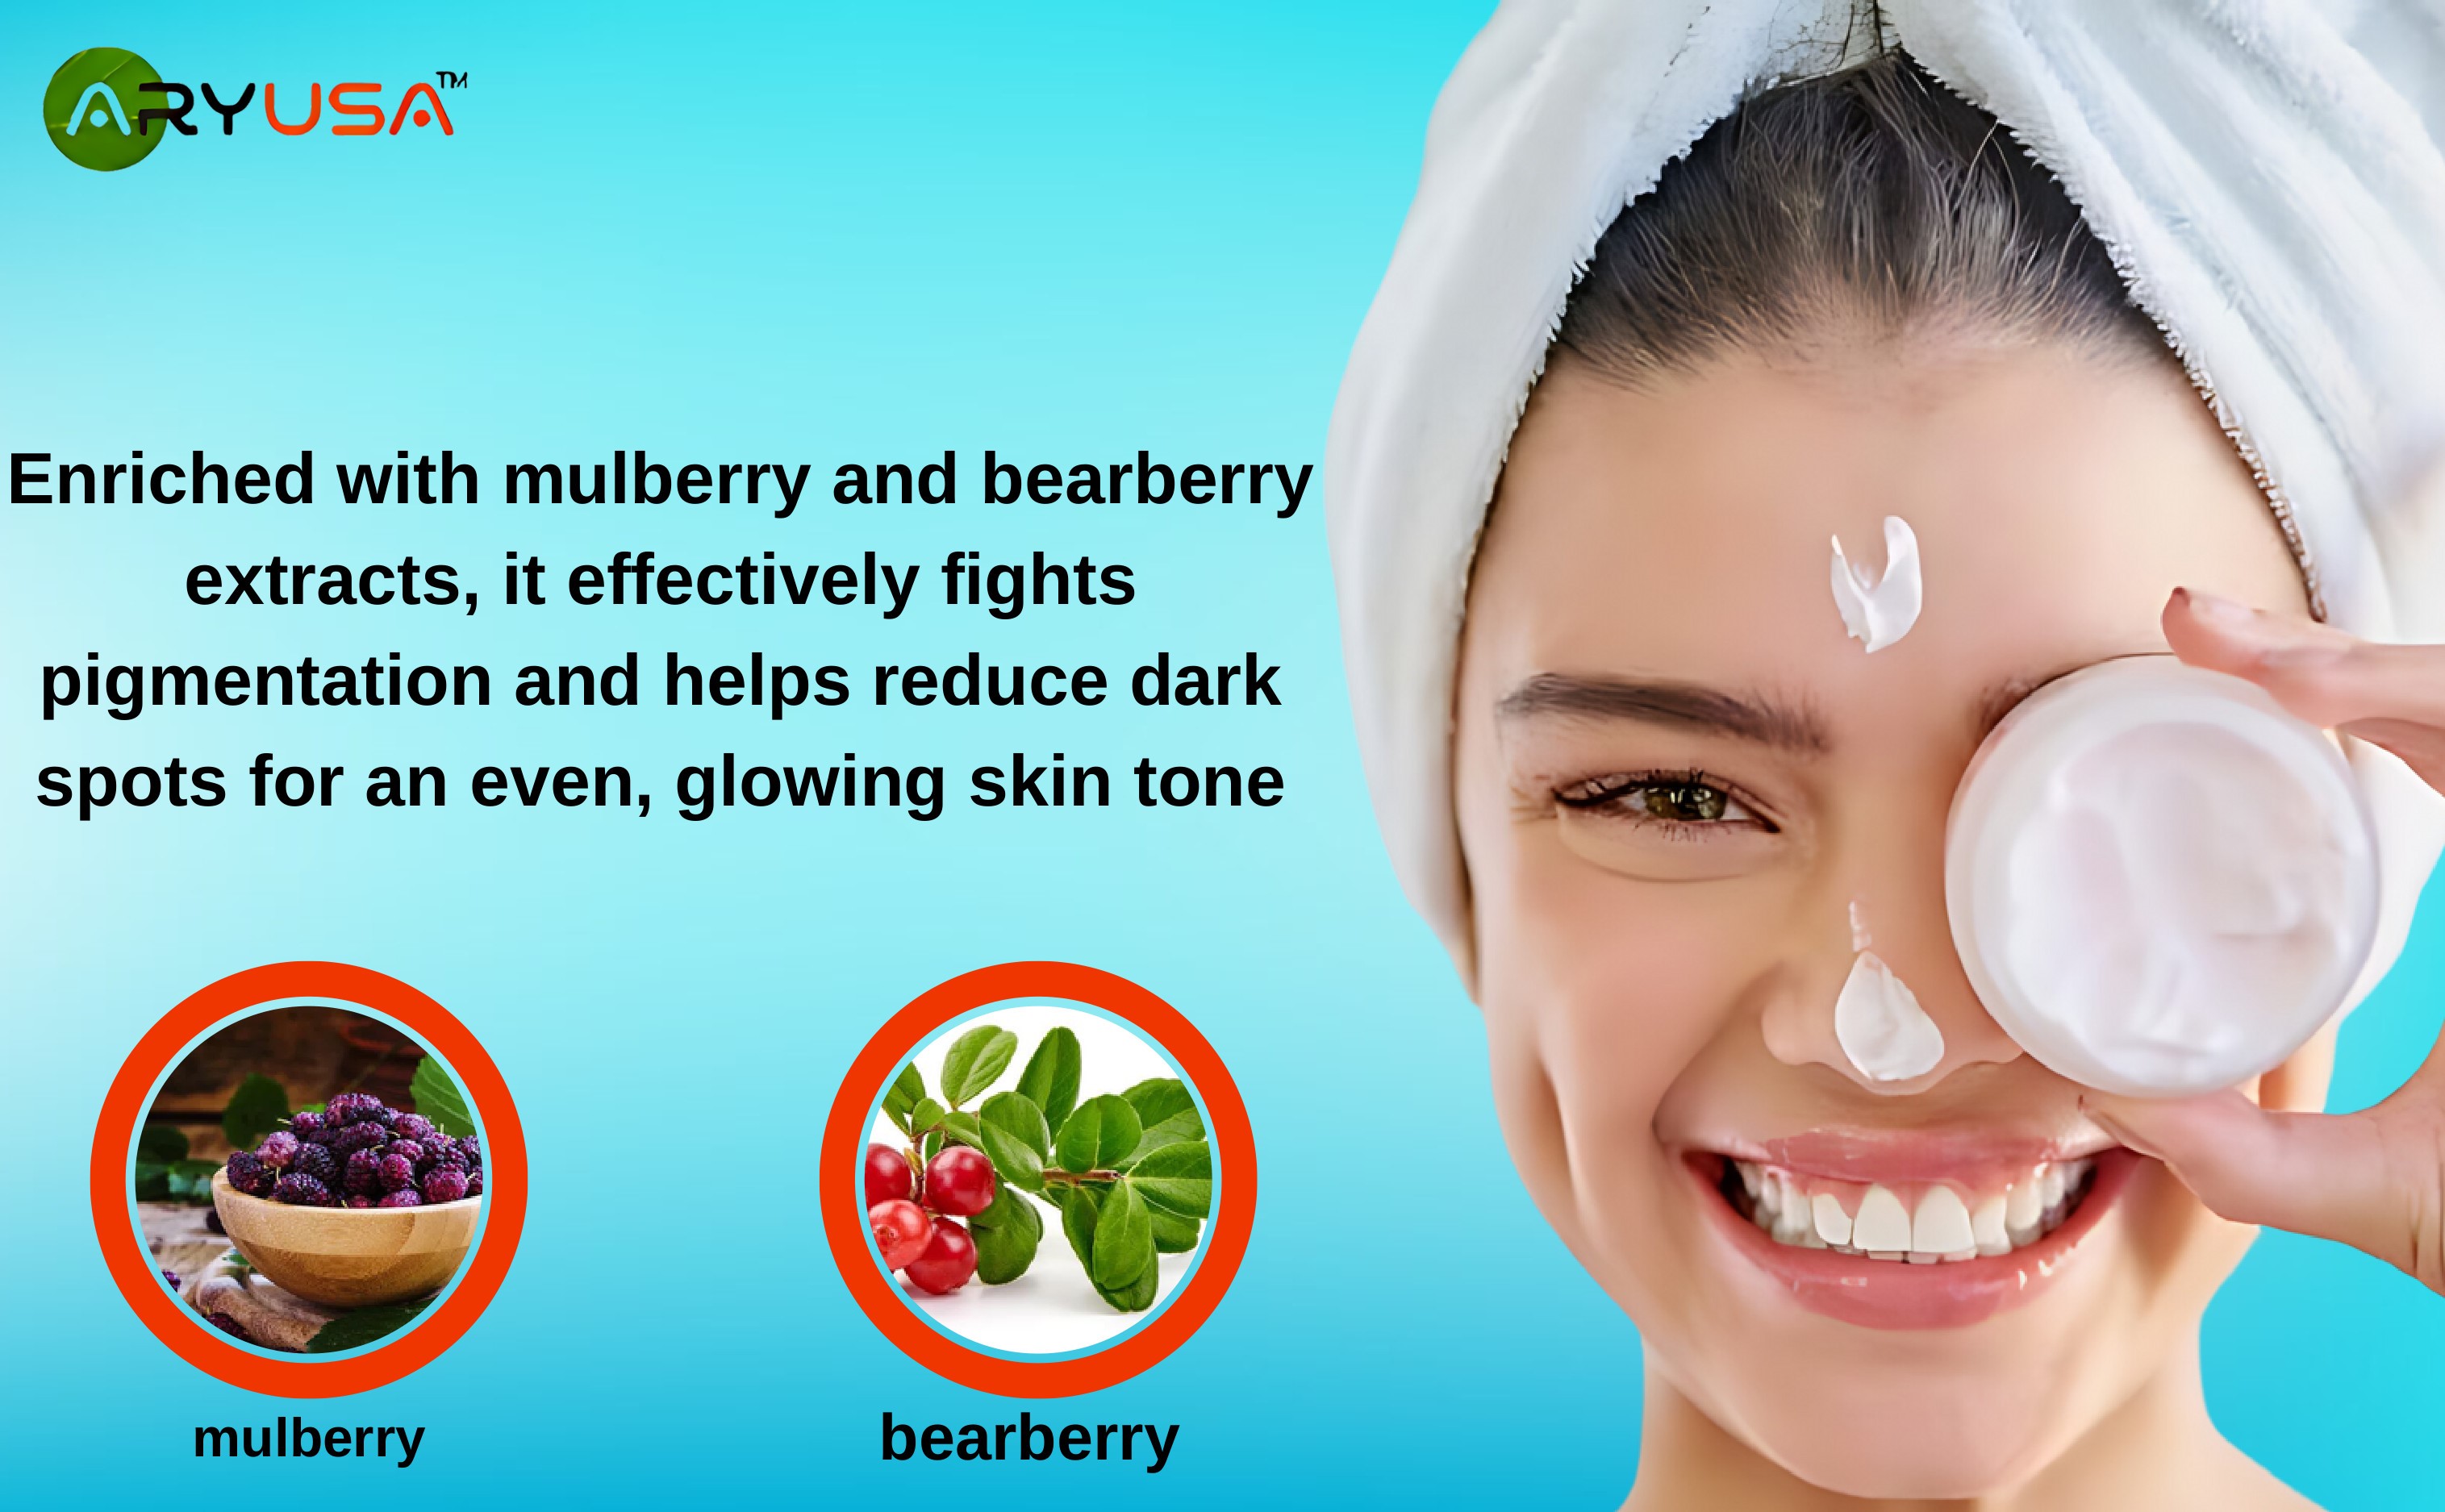 ARYUSA™
Enriched with mulberry and bearberry
extracts, it effectively fights
pigmentation and helps reduce dark
spots for an even, glowing skin tone
mulberry
bearberry